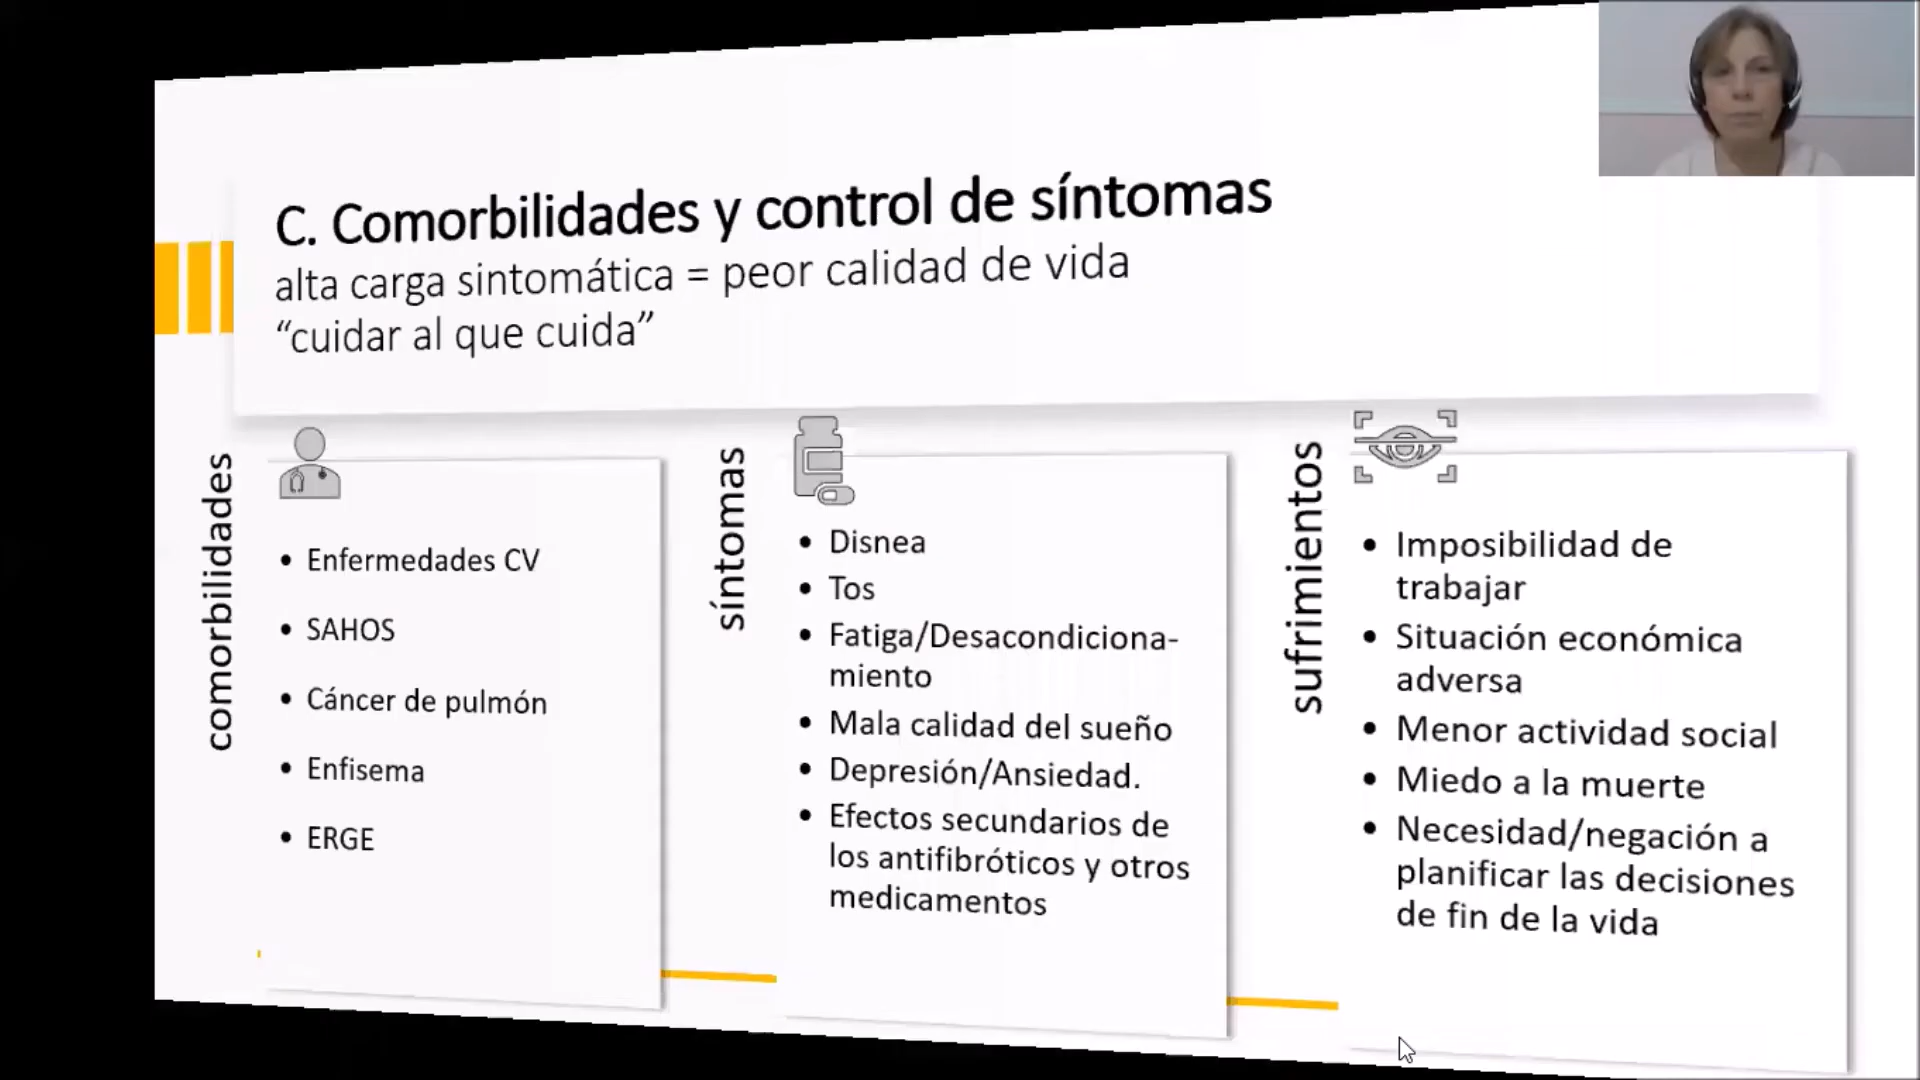 C. Comorbilidades y control de síntomas
alta carga sintomática = peor calidad de vida
“cuidar al que cuida”
comorbilidades
• Enfermedades CV
• SAHOS
• Cáncer de pulmón
• Enfisema
• ERGE
síntomas
• Disnea
• Tos
• Fatiga/Desacondiciona-
miento
• Mala calidad del sueño
• Depresión/Ansiedad.
• Efectos secundarios de
los antifibróticos y otros
medicamentos
sufrimientos
• Imposibilidad de
trabajar
• Situación económica
adversa
• Menor actividad social
• Miedo a la muerte
• Necesidad/negación a
planificar las decisiones
de fin de la vida